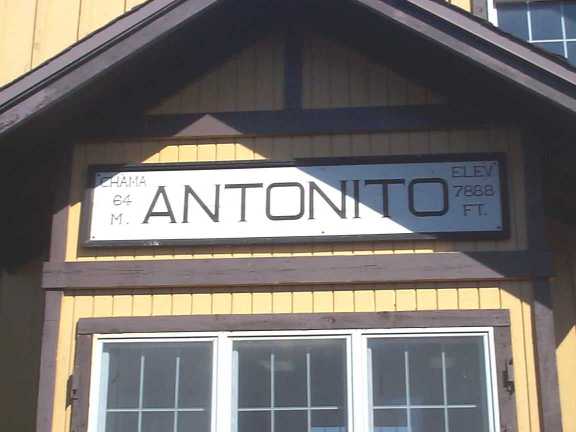 CHAMA
64
M.
ANTONITO
ELEV
7888
FT.